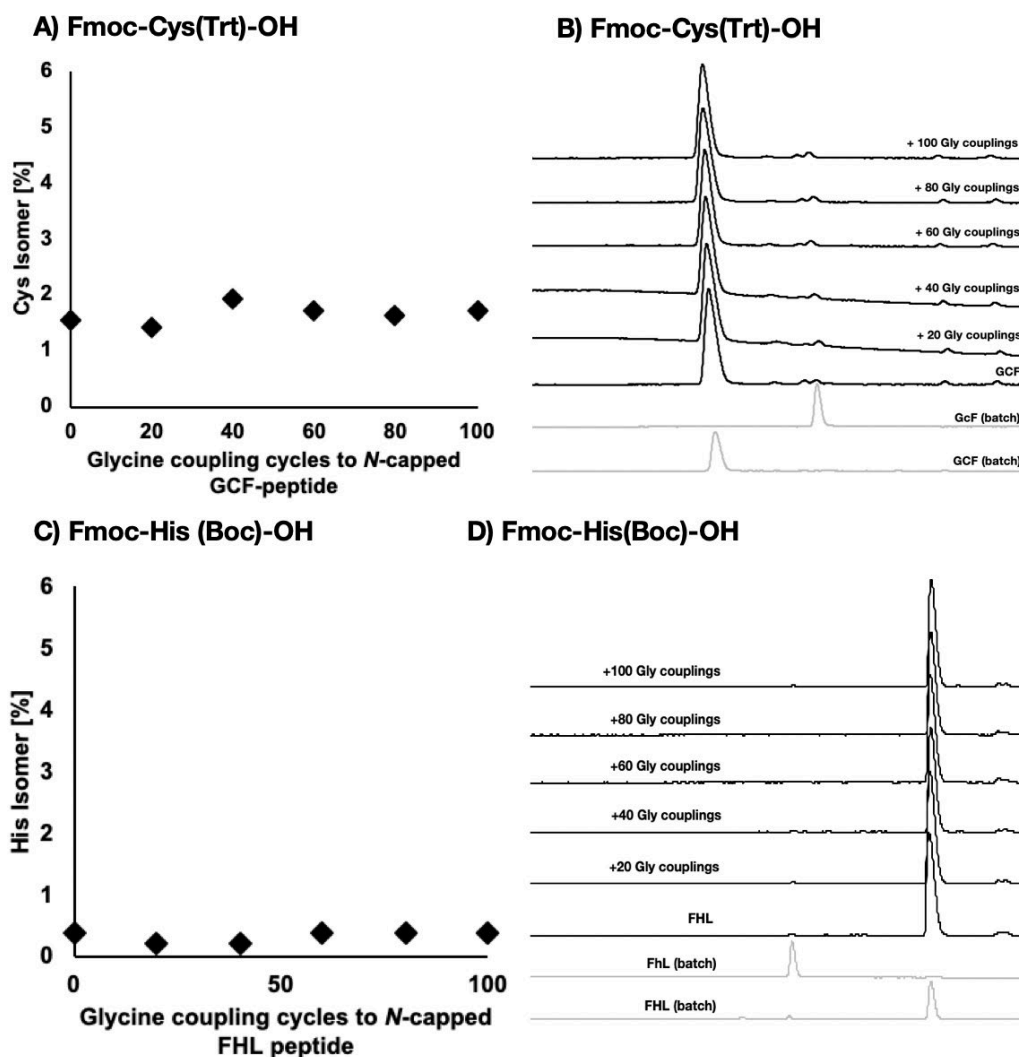 A) Fmoc-Cys(Trt)-OH
6
5
4
3
2
1
0
Cys Isomer [%]
0 20 40 60 80 100
Glycine coupling cycles to N-capped
GCF-peptide
B) Fmoc-Cys(Trt)-OH
+ 100 Gly couplings
+ 80 Gly couplings
+ 60 Gly couplings
+ 40 Gly couplings
+ 20 Gly couplings
GCF
GcF (batch)
GCF (batch)
C) Fmoc-His (Boc)-OH
6
5
4
3
2
1
0
His Isomer [%]
0 50 100
Glycine coupling cycles to N-capped
FHL peptide
D) Fmoc-His(Boc)-OH
+100 Gly couplings
+80 Gly couplings
+60 Gly couplings
+40 Gly couplings
+20 Gly couplings
FHL
FhL (batch)
FHL (batch)